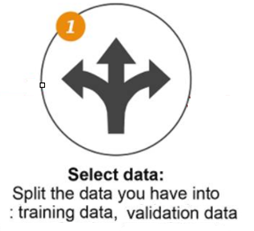 1
Select data:
Split the data you have into
: training data, validation data